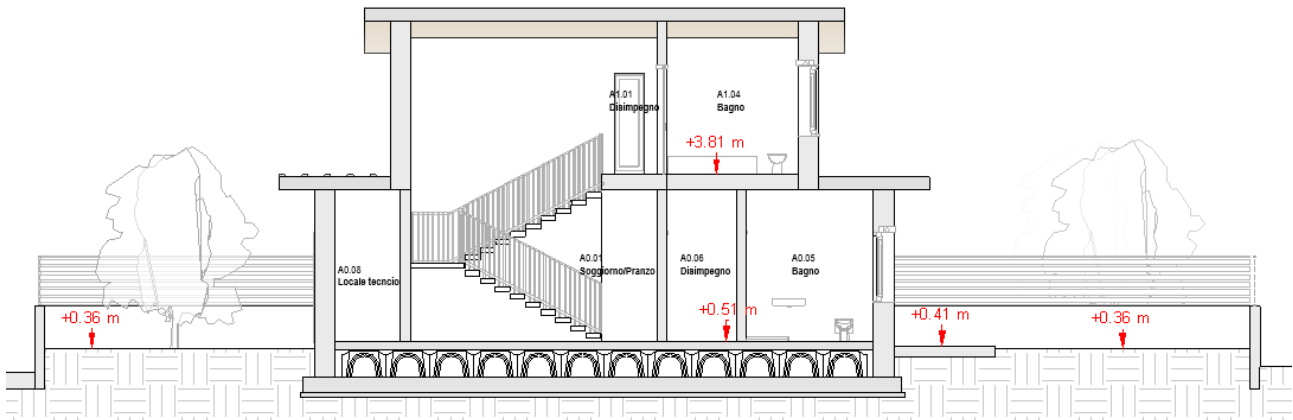 A1.01
Disimpegno
A1.04
Bagno
+3.81 m
A0.08
Locale tecncio
A0.01
Soggiorno/Pranzo
A0.06
Disimpegno
A0.05
Bagno
+0.36 m
+0.51 m
+0.41 m
+0.36 m